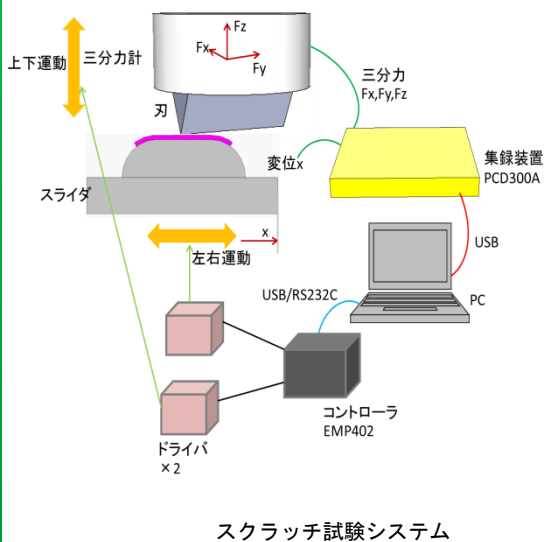 Fz
Fx
Fy
上下運動
三分力計
刃
三分力
Fx,Fy,Fz
変位x
集録装置
PCD300A
スライダ
x
左右運動
USB
USB/RS232C
PC
コントローラ
EMP402
ドライバ
×2
スクラッチ試験システム